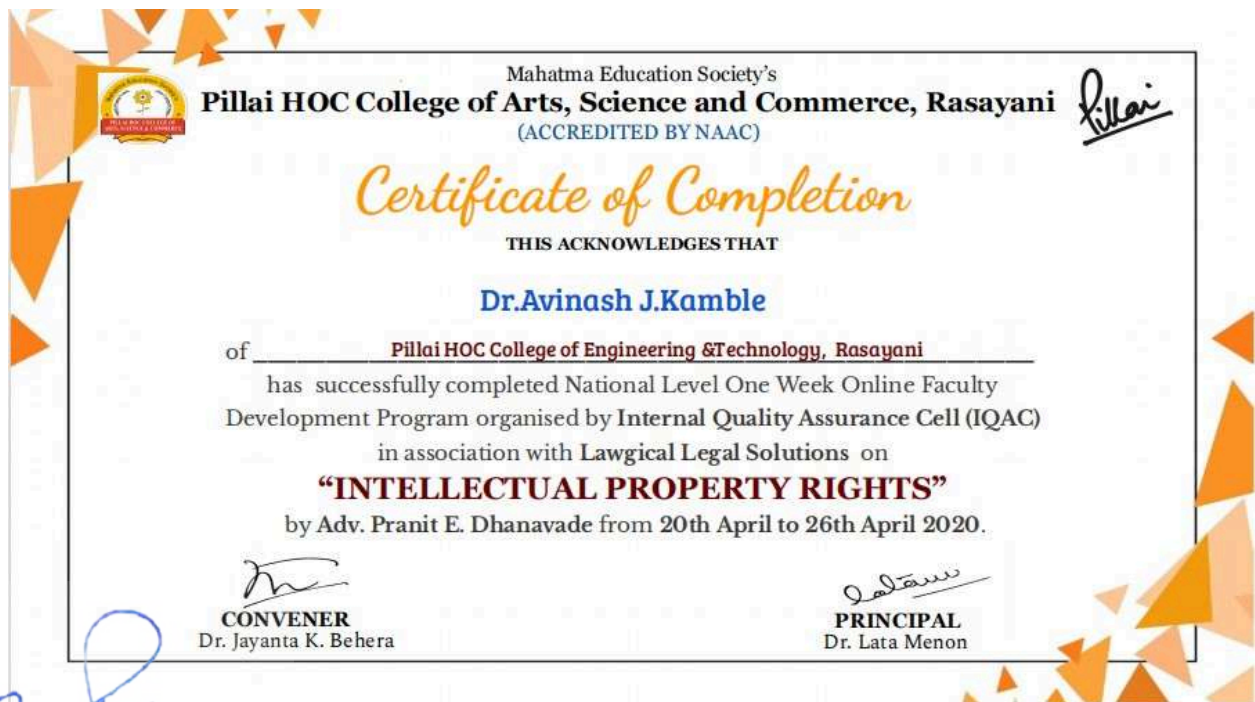 Mahatma Education Society's
Pillai HOC College of Arts, Science and Commerce, Rasayani
Pillai
(ACCREDITED BY NAAC)
Certificate of Completion
THIS ACKNOWLEDGES THAT
Dr.Avinash J.Kamble
of Pillai HOC College of Engineering &Technology, Rasayani
has successfully completed National Level One Week Online Faculty
Development Program organised by Internal Quality Assurance Cell (IQAC)
in association with Lawgical Legal Solutions on
“INTELLECTUAL PROPERTY RIGHTS”
by Adv. Pranit E. Dhanavade from 20th April to 26th April 2020.
CONVENER
Dr. Jayanta K. Behera
PRINCIPAL
Dr. Lata Menon